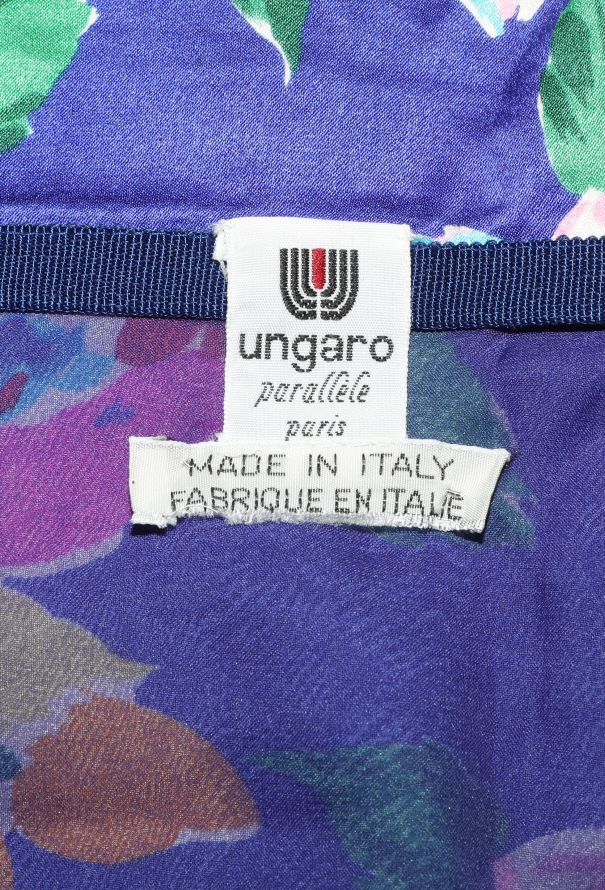 ungaro
parallèle
paris
MADE IN ITALY
FABRIQUE EN ITALIE